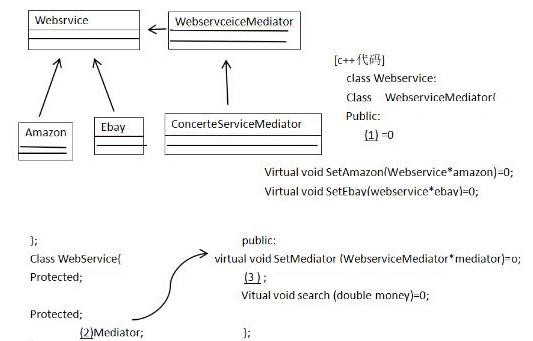 Websrvice
WebservceiceMediator
Amazon
Ebay
ConcerteServiceMediator
[c++代码]
class Webservice:
Class WebserviceMediator{
Public:
(1) =0
Virtual void SetAmazon(Webservice*amazon)=0;
Virtual void SetEbay(webservice*ebay)=0;
};
Class WebService{
Protected;
Protected;
(2)Mediator;
public:
virtual void SetMediator (WebserviceMediator*mediator)=o;
(3 ) ;
Vitual void search (double money)=0;
};